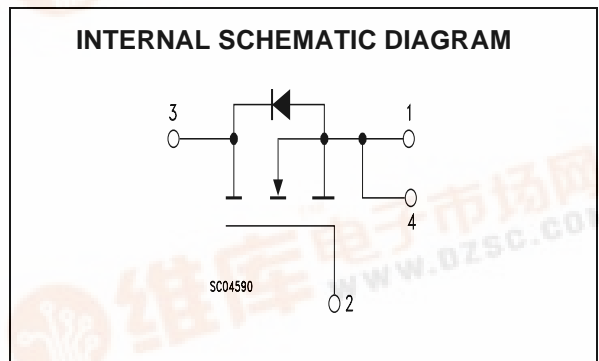 INTERNAL SCHEMATIC DIAGRAM
3
1
4
SC04590
2
维库电子市场网
WWW.DZSC.COM